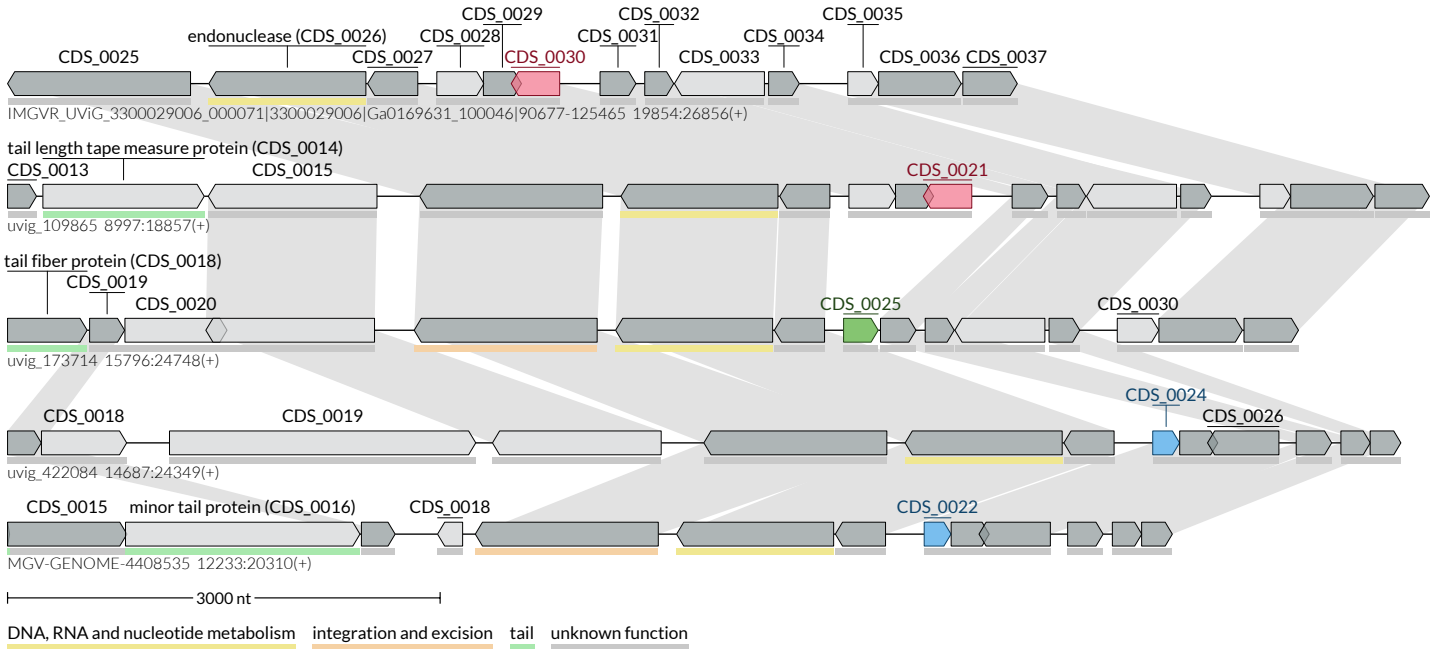 CDS_0029 CDS_0032 CDS_0035
endonuclease (CDS_0026) CDS_0028 CDS_0031 CDS_0034
CDS_0025 CDS_0027 CDS_0030 CDS_0033 CDS_0036 CDS_0037
IMGVR_UViG_3300029006_000071|3300029006|Ga0169631_100046|90677-125465 19854:26856(+)
tail length tape measure protein (CDS_0014)
CDS_0013 CDS_0015 CDS_0021
uvig_109865 8997:18857(+)
tail fiber protein (CDS_0018)
CDS_0019
CDS_0020 CDS_0025 CDS_0030
uvig_173714 15796:24748(+)
CDS_0024
CDS_0018 CDS_0019 CDS_0026
uvig_422084 14687:24349(+)
CDS_0015 minor tail protein (CDS_0016) CDS_0018 CDS_0022
MGV-GENOME-4408535 12233:20310(+)
3000 nt
DNA, RNA and nucleotide metabolism integration and excision tail unknown function